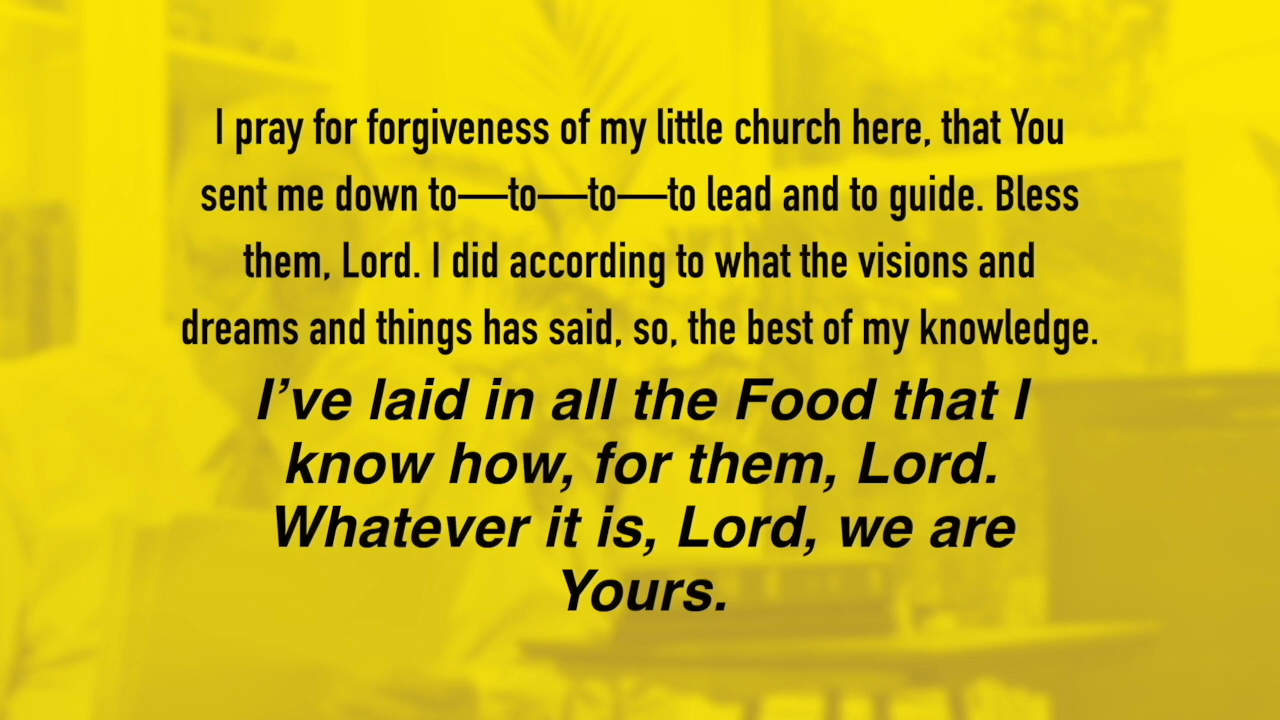 I pray for forgiveness of my little church here, that You
sent me down to—to—to—to lead and to guide. Bless
them, Lord. I did according to what the visions and
dreams and things has said, so, the best of my knowledge.
I’ve laid in all the Food that I
know how, for them, Lord.
Whatever it is, Lord, we are
Yours.